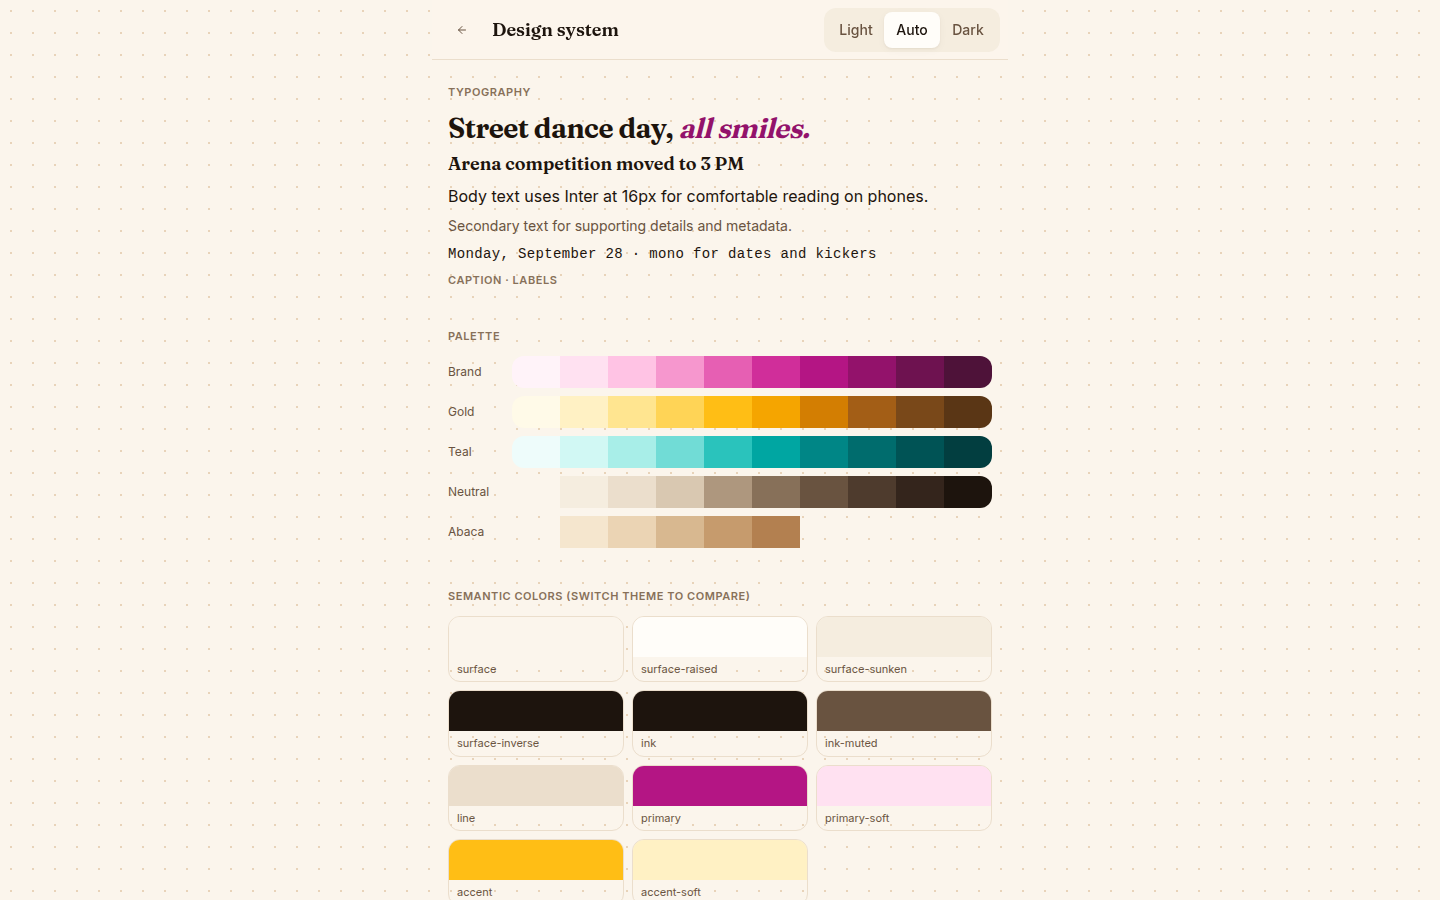 ← Design system Light Auto Dark
TYPOGRAPHY
Street dance day, all smiles.
Arena competition moved to 3 PM
Body text uses Inter at 16px for comfortable reading on phones.
Secondary text for supporting details and metadata.
Monday, September 28 · mono for dates and kickers
CAPTION · LABELS
PALETTE
Brand
Gold
Teal
Neutral
Abaca
SEMANTIC COLORS (SWITCH THEME TO COMPARE)
surface surface-raised surface-sunken
surface-inverse ink ink-muted
line primary primary-soft
accent accent-soft